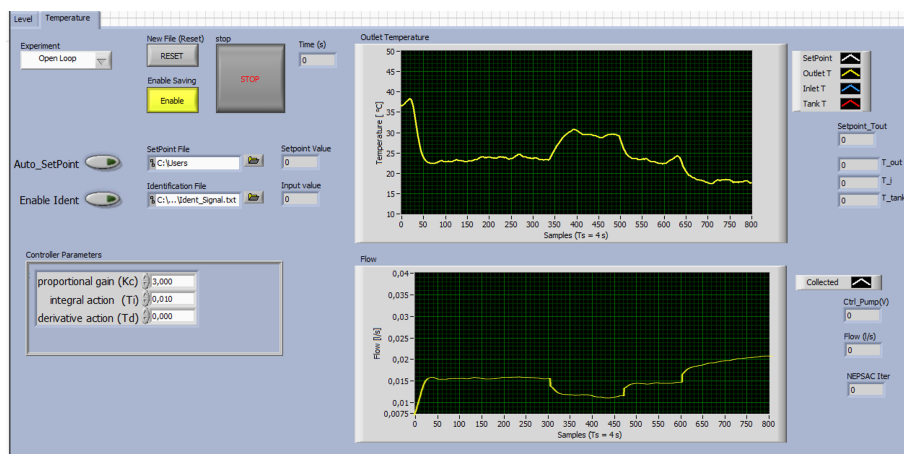 Level Temperature
Experiment
Open Loop
New File (Reset)
RESET
stop
STOP
Time (s)
0
Enable Saving
Enable
Auto_SetPoint
SetPoint File
C:\Users
Setpoint Value
0
Enable Ident
Identification File
C:\...\Ident_Signal.txt
Input value
0
Controller Parameters
proportional gain (Kc) 3,000
integral action (Ti) 0,010
derivative action (Td) 0,000
Outlet Temperature
Temperature [ °C]
50
45
40
35
30
25
20
15
10
0 50 100 150 200 250 300 350 400 450 500 550 600 650 700 750 800
Samples (Ts = 4 s)
SetPoint
Outlet T
Inlet T
Tank T
Setpoint_Tout
0
0 T_out
0 T_i
0 T_tank
Flow
Flow [l/s]
0,04
0,035
0,03
0,025
0,02
0,015
0,01
0,0075
0 50 100 150 200 250 300 350 400 450 500 550 600 650 700 750 800
Samples (Ts = 4 s)
Collected
Ctrl_Pump(V)
0
Flow (l/s)
0
NEPSAC Iter
0